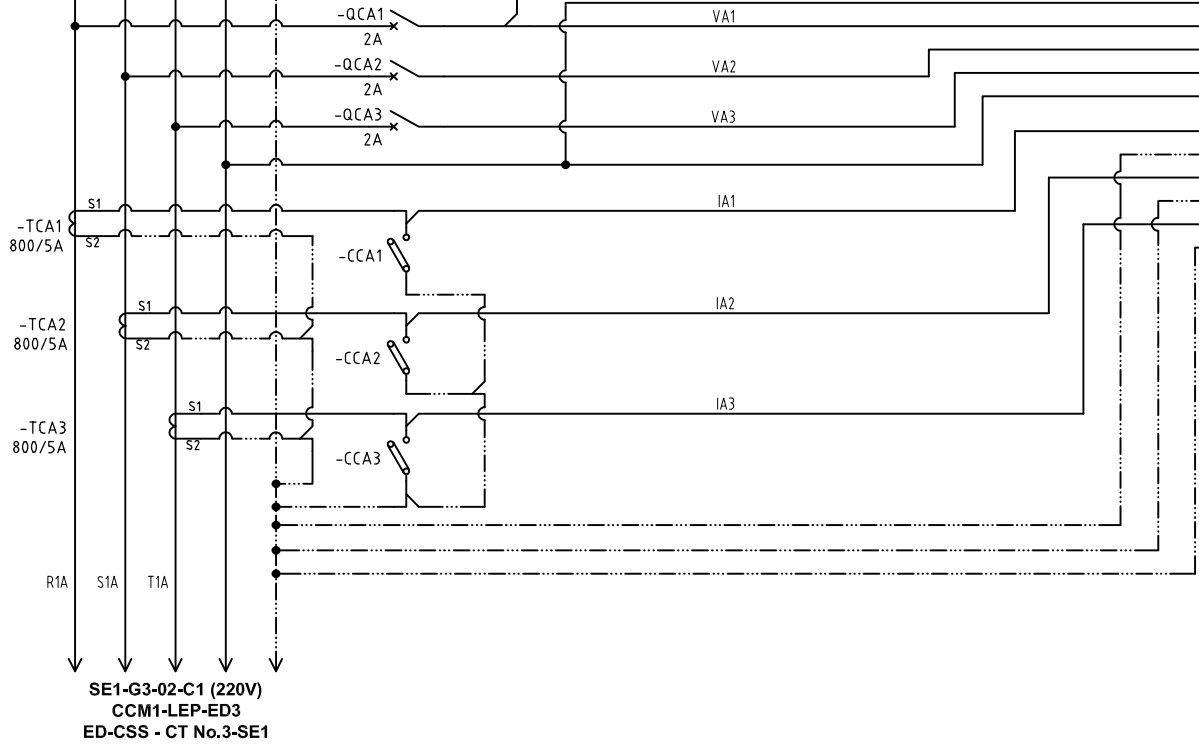 -QCA1
VA1
2A
-QCA2
VA2
2A
-QCA3
VA3
2A
S1
IA1
-TCA1
800/5A
S2
-CCA1
S1
IA2
-TCA2
800/5A
S2
-CCA2
S1
IA3
-TCA3
800/5A
S2
-CCA3
R1A
S1A
T1A
SE1-G3-02-C1 (220V)
CCM1-LEP-ED3
ED-CSS - CT No.3-SE1